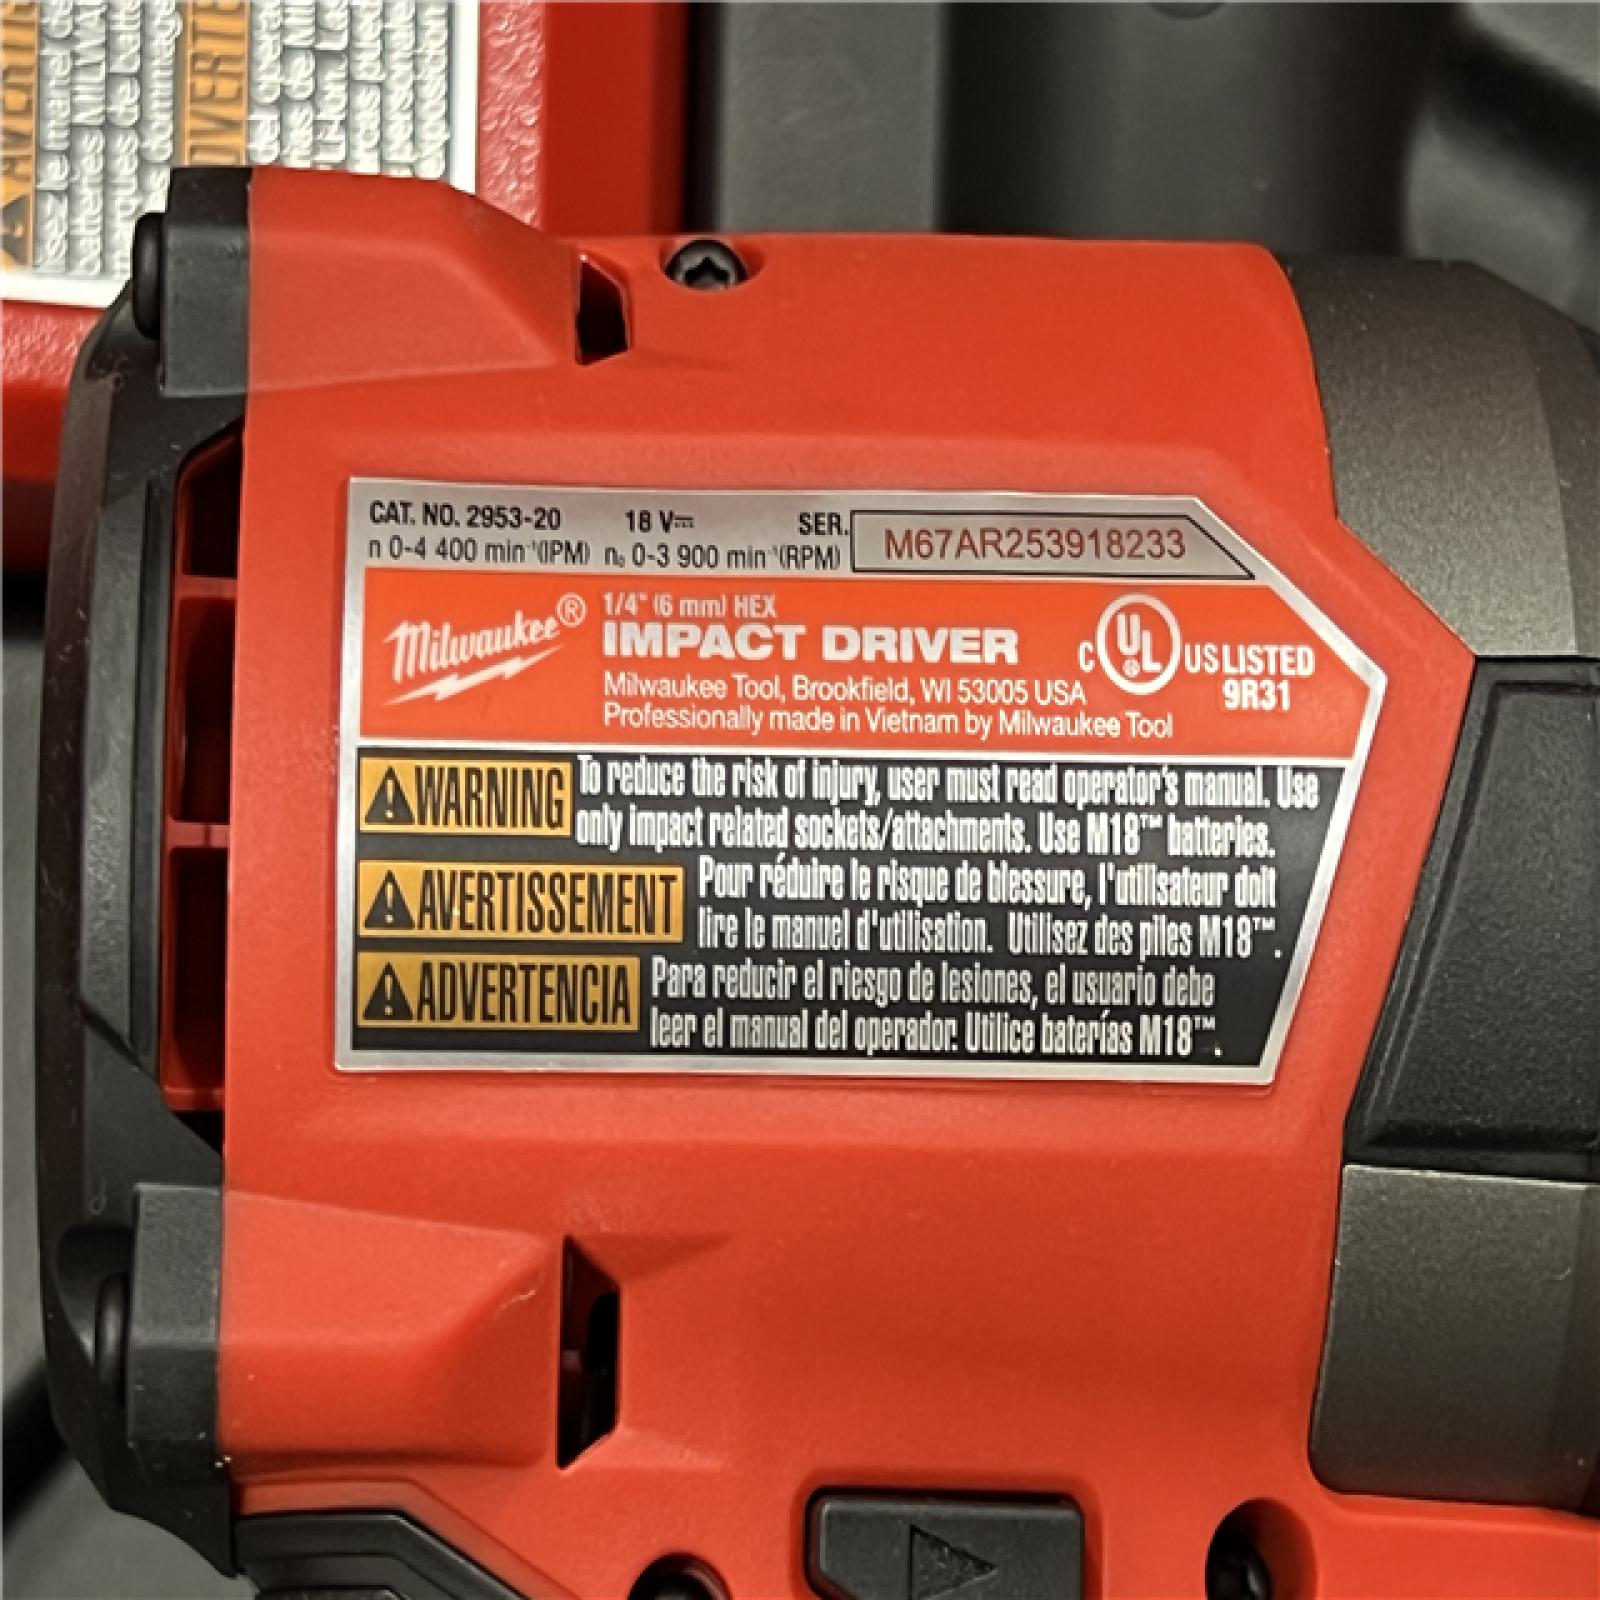 CAT. NO. 2953-20 18 V⎓ SER. M67AR253918233
n 0-4 400 min⁻¹(IPM) n₀ 0-3 900 min⁻¹(RPM)
Milwaukee®
1/4" (6 mm) HEX
IMPACT DRIVER
Milwaukee Tool, Brookfield, WI 53005 USA
Professionally made in Vietnam by Milwaukee Tool
C UL US LISTED
9R31
⚠WARNING To reduce the risk of injury, user must read operator's manual. Use
only impact related sockets/attachments. Use M18™ batteries.
⚠AVERTISSEMENT Pour réduire le risque de blessure, l'utilisateur doit
lire le manuel d'utilisation. Utilisez des piles M18™.
⚠ADVERTENCIA Para reducir el riesgo de lesiones, el usuario debe
leer el manual del operador. Utilice baterías M18™.